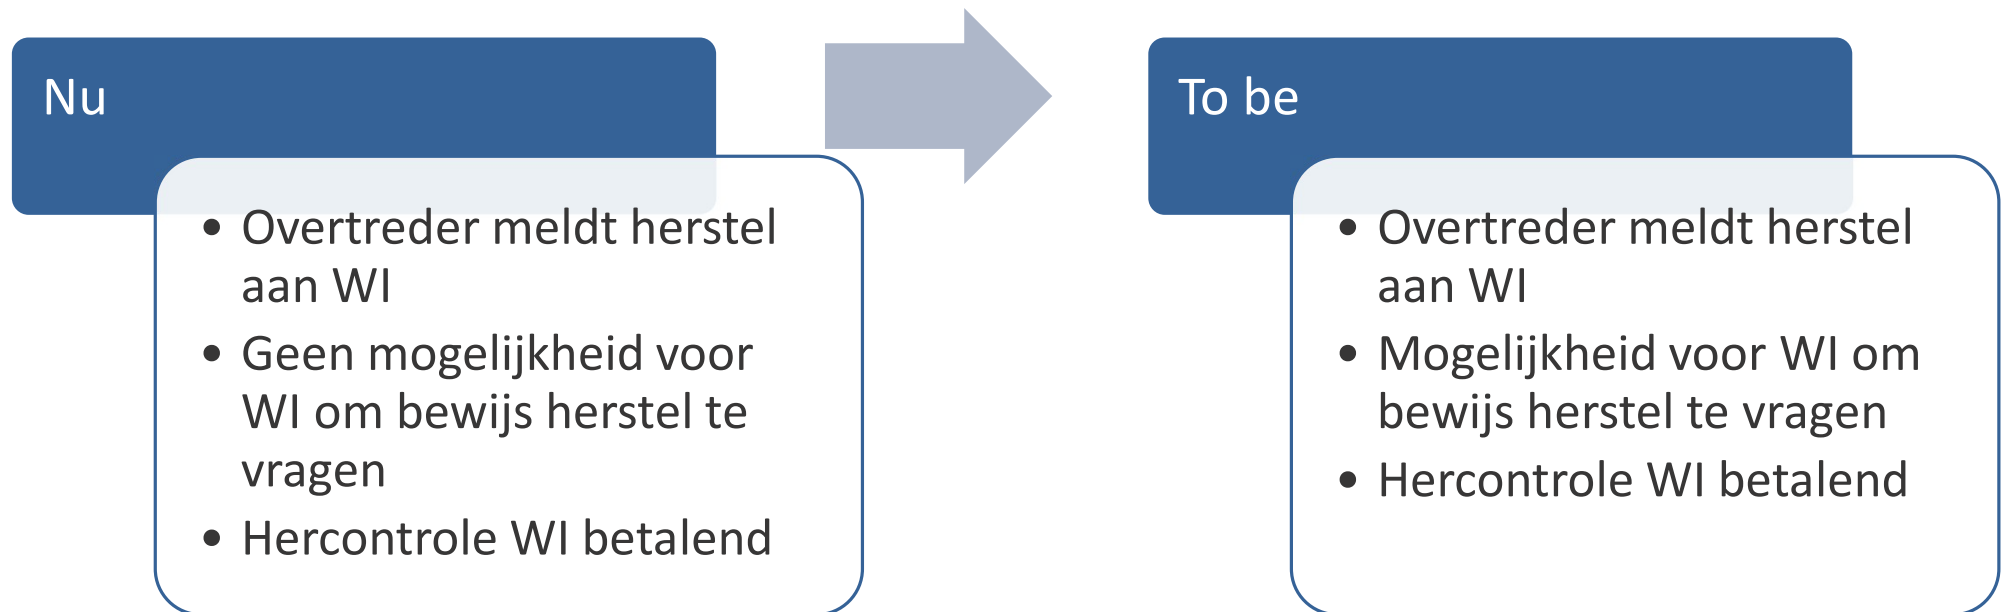 Nu
• Overtreder meldt herstel
aan WI
• Geen mogelijkheid voor
WI om bewijs herstel te
vragen
• Hercontrole WI betalend
To be
• Overtreder meldt herstel
aan WI
• Mogelijkheid voor WI om
bewijs herstel te vragen
• Hercontrole WI betalend